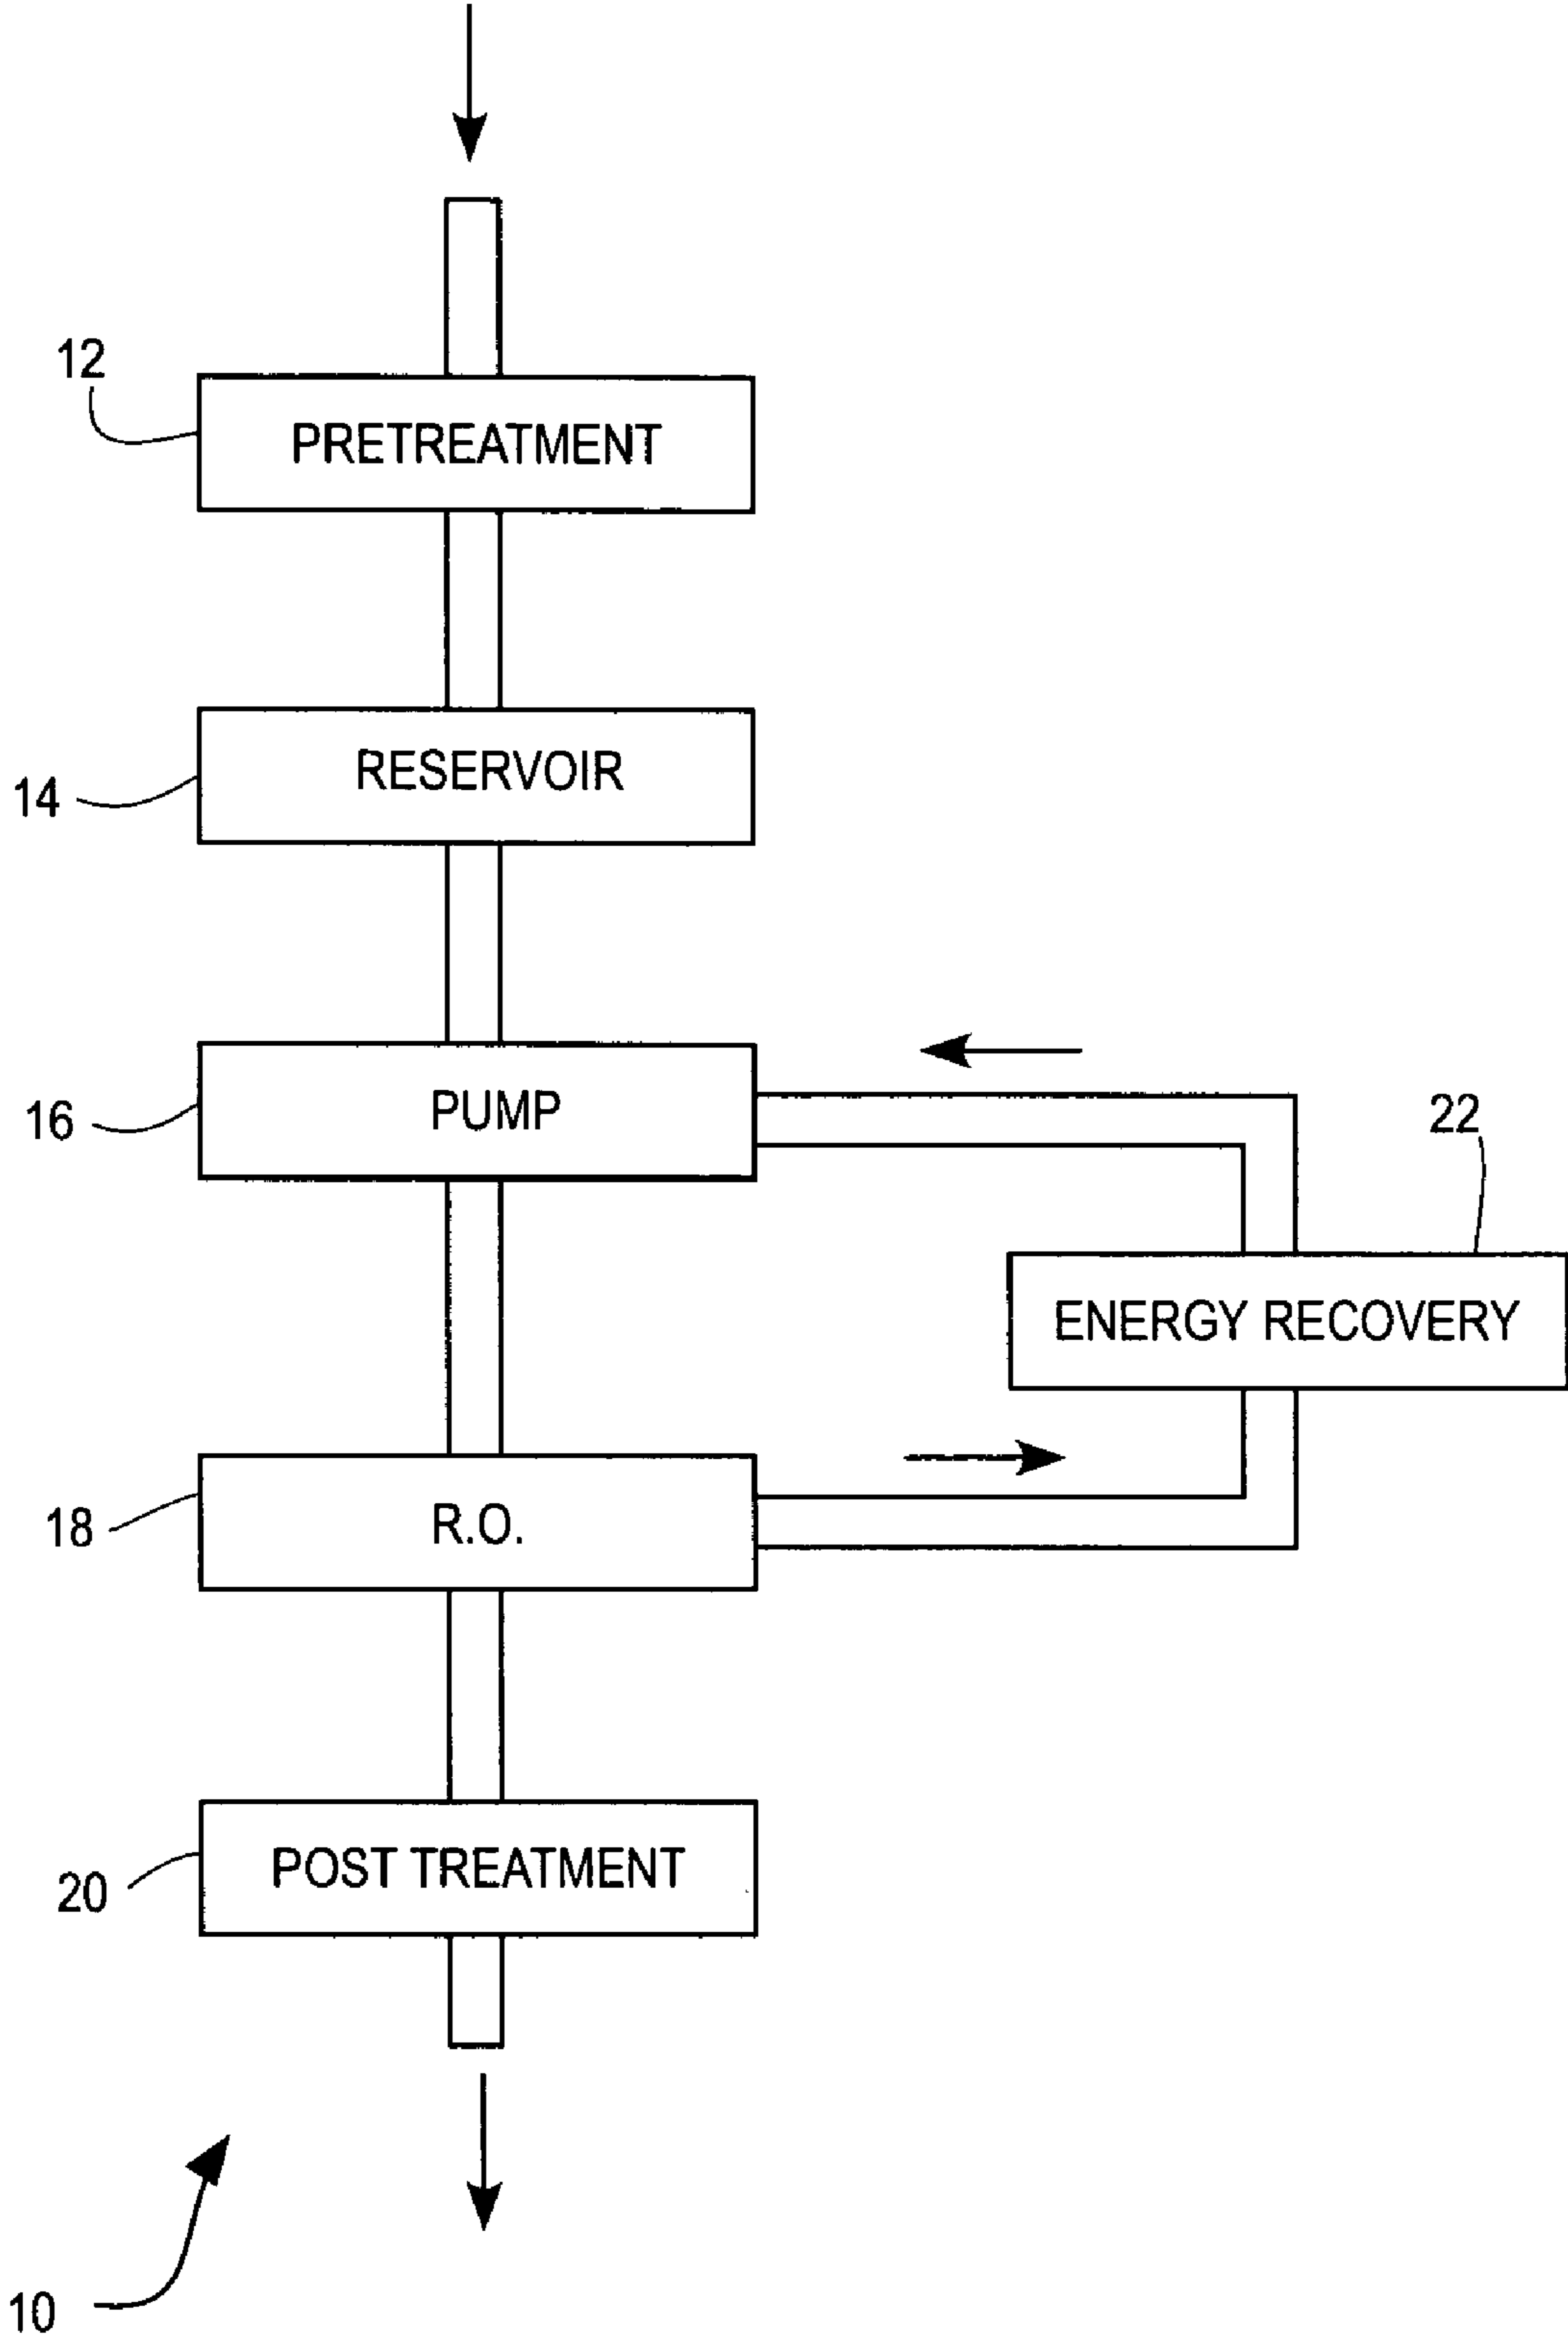 12
PRETREATMENT
14
RESERVOIR
16
PUMP
22
ENERGY RECOVERY
18
R.O.
20
POST TREATMENT
10